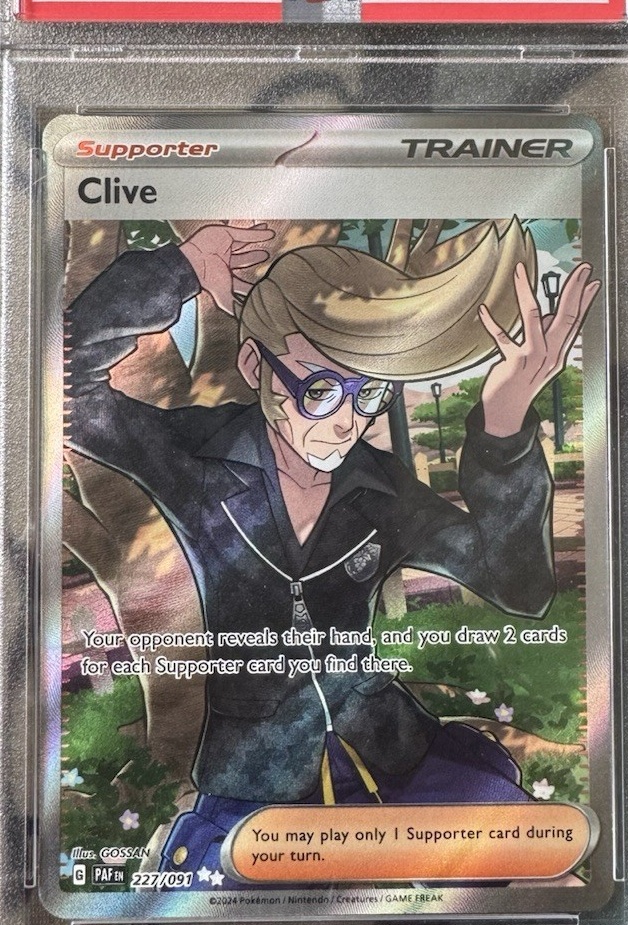 Supporter TRAINER
Clive
Your opponent reveals their hand, and you draw 2 cards
for each Supporter card you find there.
You may play only 1 Supporter card during
your turn.
Illus. GOSSAN
G PAF EN 227/091
©2024 Pokémon / Nintendo / Creatures / GAME FREAK